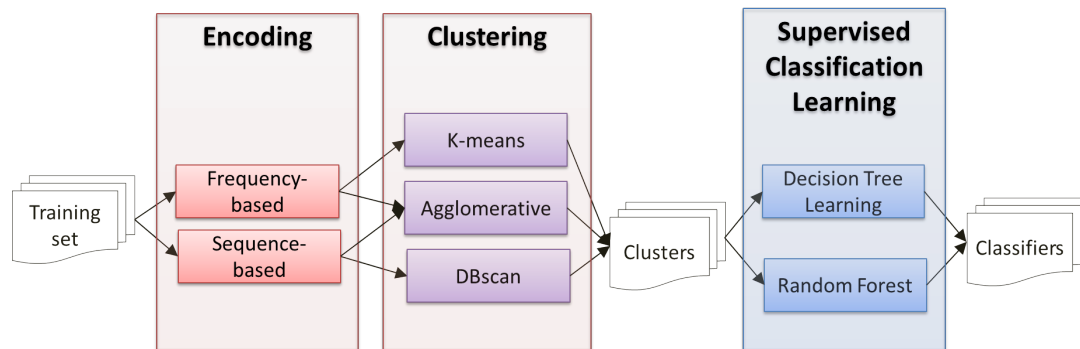 Encoding
Clustering
Supervised
Classification
Learning
Training
set
Frequency-
based
Sequence-
based
K-means
Agglomerative
DBscan
Clusters
Decision Tree
Learning
Random Forest
Classifiers